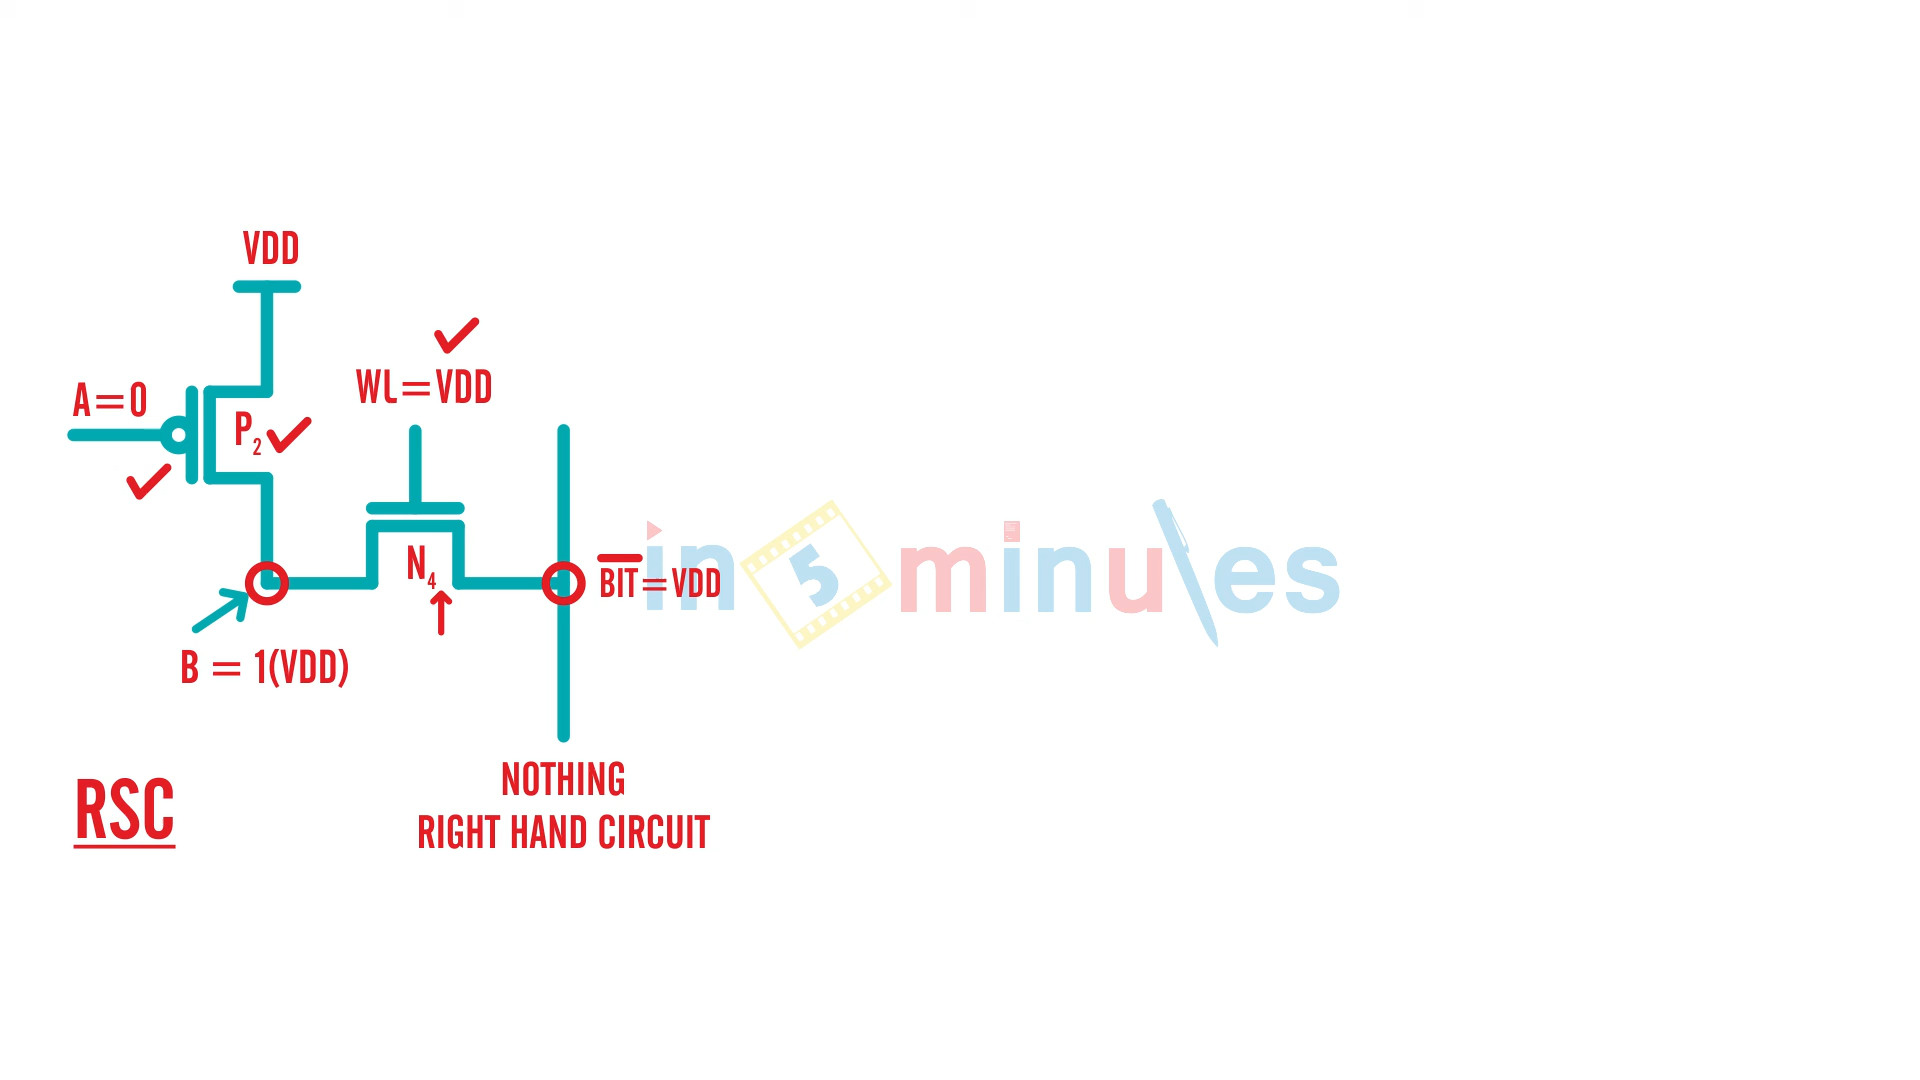 VDD
WL=VDD
A=0
P2
N4
BIT=VDD
in 5 minutes
B = 1(VDD)
NOTHING
RIGHT HAND CIRCUIT
RSC